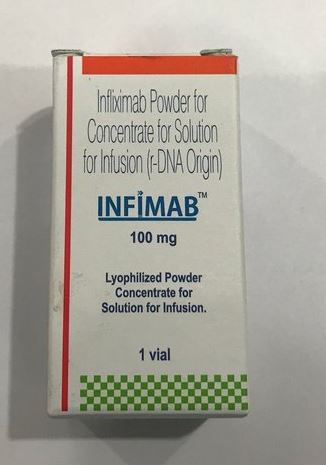 Infliximab Powder for
Concentrate for Solution
for Infusion (r-DNA Origin)
INFIMAB™
100 mg
Lyophilized Powder
Concentrate for
Solution for Infusion.
1 vial